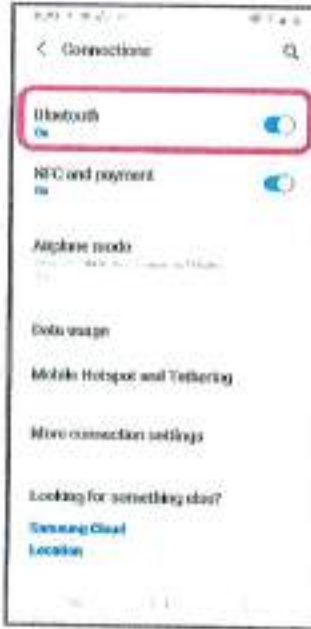 Connections
Bluetooth
On
NFC and payment
On
Airplane mode
Data usage
Mobile Hotspot and Tethering
More connection settings
Looking for something else?
Samsung Cloud
Location